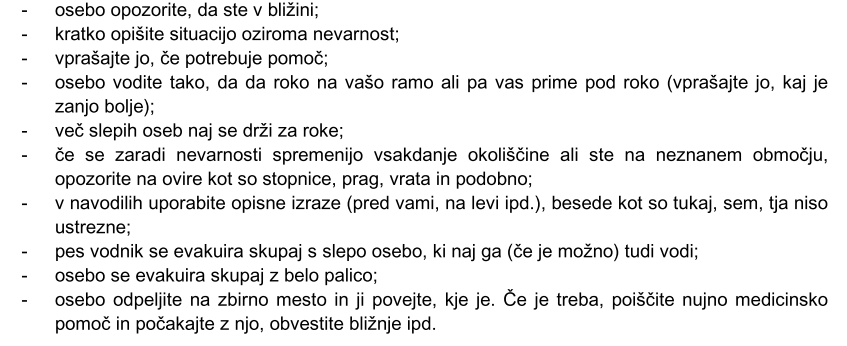 - osebo opozorite, da ste v bližini;
- kratko opišite situacijo oziroma nevarnost;
- vprašajte jo, če potrebuje pomoč;
- osebo vodite tako, da da roko na vašo ramo ali pa vas prime pod roko (vprašajte jo, kaj je
zanjo bolje);
- več slepih oseb naj se drži za roke;
- če se zaradi nevarnosti spremenijo vsakdanje okoliščine ali ste na neznanem območju,
opozorite na ovire kot so stopnice, prag, vrata in podobno;
- v navodilih uporabite opisne izraze (pred vami, na levi ipd.), besede kot so tukaj, sem, tja niso
ustrezne;
- pes vodnik se evakuira skupaj s slepo osebo, ki naj ga (če je možno) tudi vodi;
- osebo se evakuira skupaj z belo palico;
- osebo odpeljite na zbirno mesto in ji povejte, kje je. Če je treba, poiščite nujno medicinsko
pomoč in počakajte z njo, obvestite bližnje ipd.